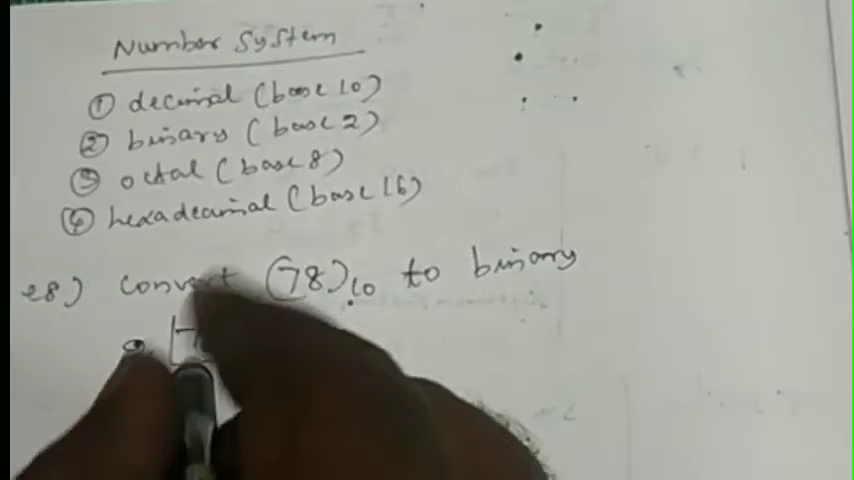 Number System
① decimal (base 10)
② binary (base 2)
③ octal (base 8)
④ hexadecimal (base 16)
convert (78)10 to binary